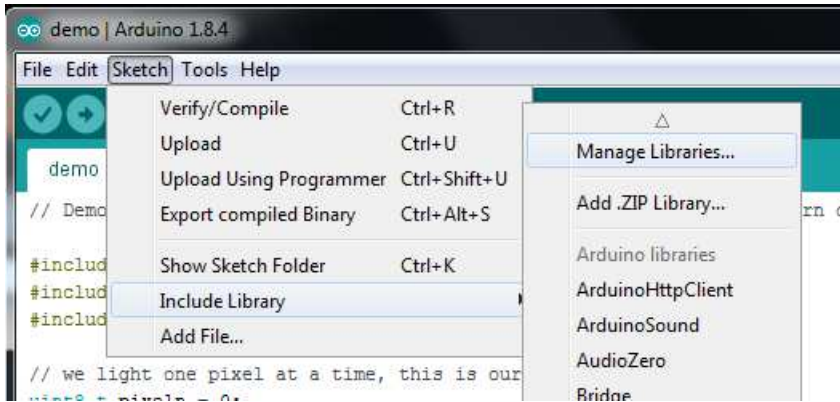 demo | Arduino 1.8.4
File Edit Sketch Tools Help
Verify/Compile Ctrl+R
Upload Ctrl+U
Upload Using Programmer Ctrl+Shift+U
Export compiled Binary Ctrl+Alt+S
Show Sketch Folder Ctrl+K
Include Library
Add File...
Manage Libraries...
Add .ZIP Library...
Arduino libraries
ArduinoHttpClient
ArduinoSound
AudioZero
Bridge
demo
// Demo
#includ
#includ
#includ
// we light one pixel at a time, this is our
uint8_t pixeln = 0;